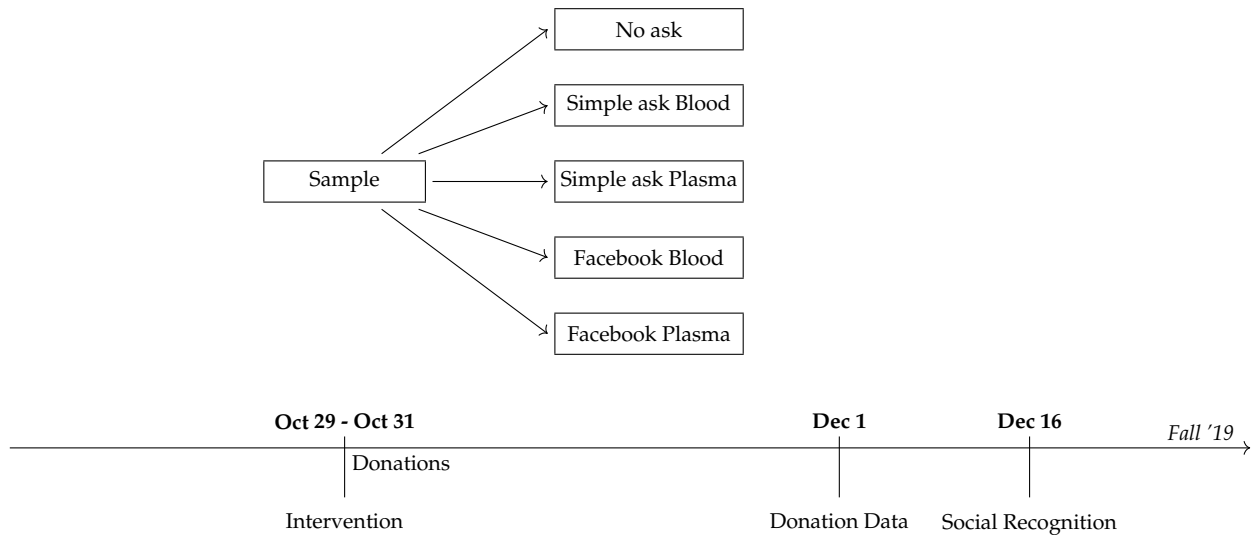 No ask
Simple ask Blood
Sample
Simple ask Plasma
Facebook Blood
Facebook Plasma
Oct 29 - Oct 31
Dec 1
Dec 16
Fall '19
Donations
Intervention
Donation Data
Social Recognition